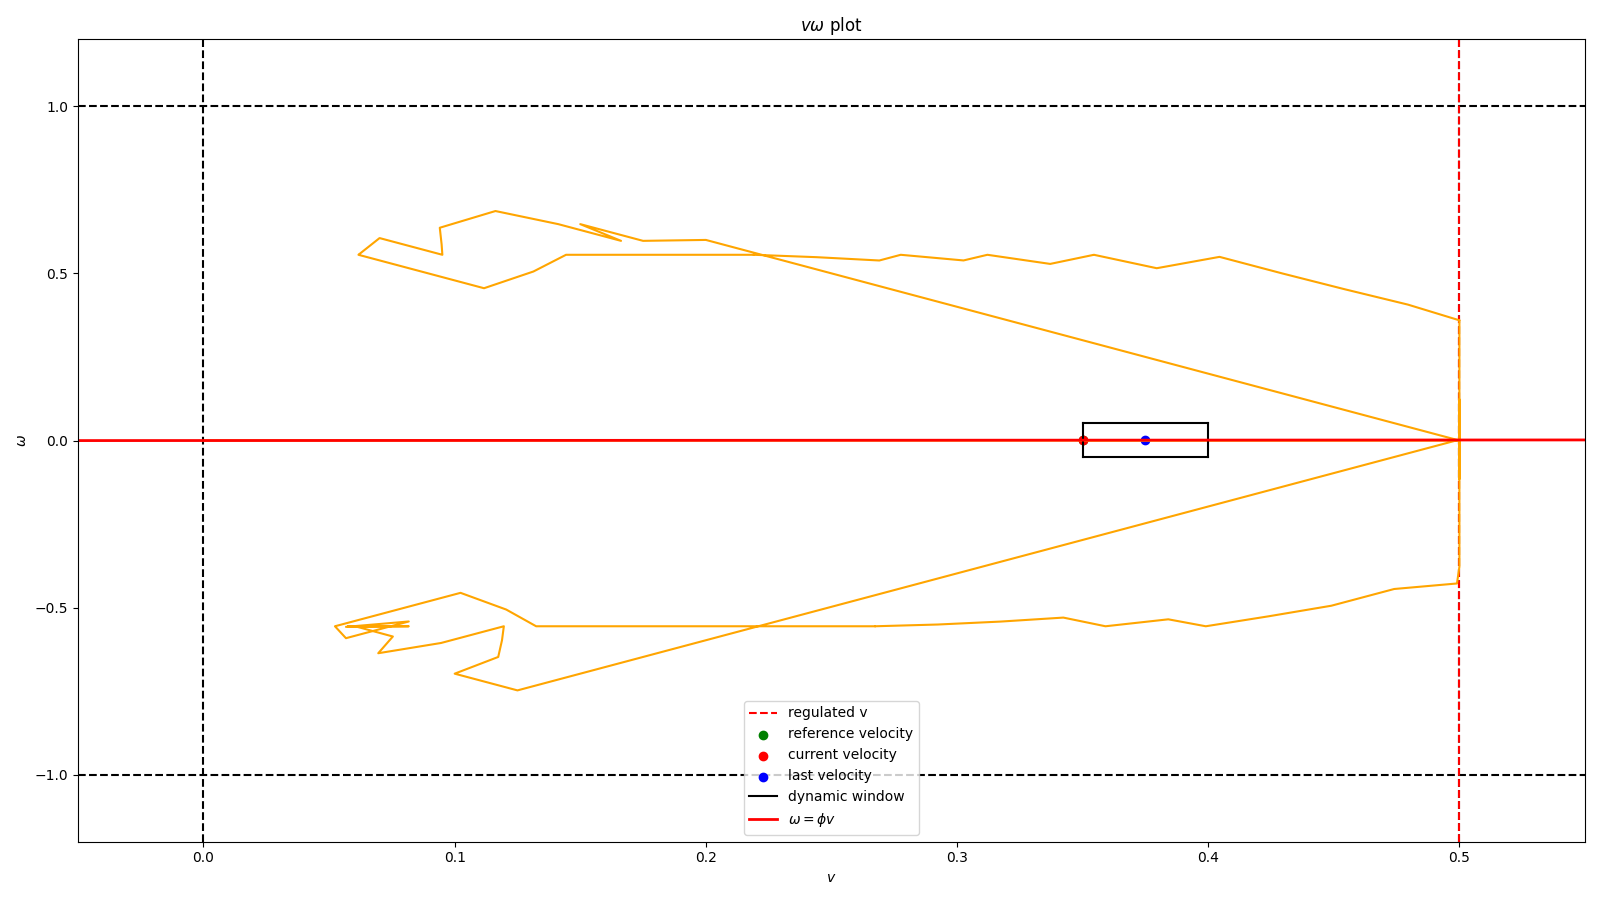 vω plot
1.0
0.5
0.0
−0.5
−1.0
ω
regulated v
reference velocity
current velocity
last velocity
dynamic window
ω = ϕv
0.0 0.1 0.2 0.3 0.4 0.5
v